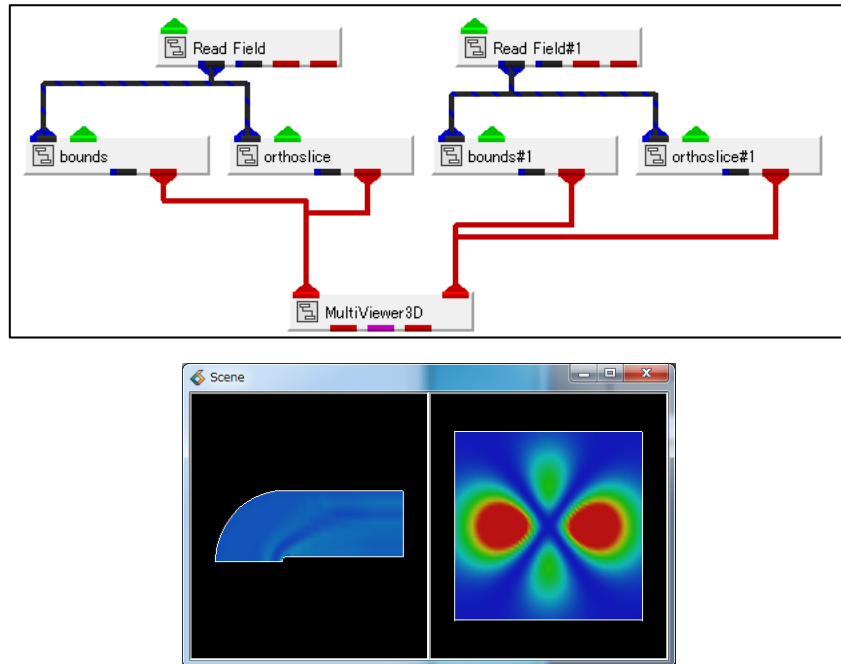 Read Field
Read Field#1
bounds
orthoslice
bounds#1
orthoslice#1
MultiViewer3D
Scene